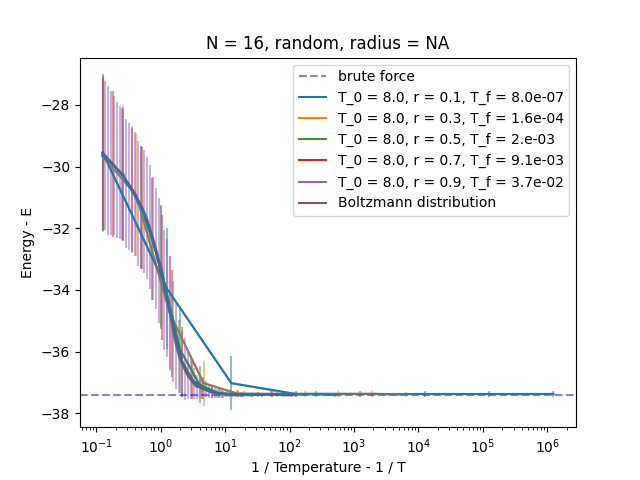 N = 16, random, radius = NA
brute force
T_0 = 8.0, r = 0.1, T_f = 8.0e-07
T_0 = 8.0, r = 0.3, T_f = 1.6e-04
T_0 = 8.0, r = 0.5, T_f = 2.e-03
T_0 = 8.0, r = 0.7, T_f = 9.1e-03
T_0 = 8.0, r = 0.9, T_f = 3.7e-02
Boltzmann distribution
Energy - E
−28
−30
−32
−34
−36
−38
10⁻¹ 10⁰ 10¹ 10² 10³ 10⁴ 10⁵ 10⁶
1 / Temperature - 1 / T